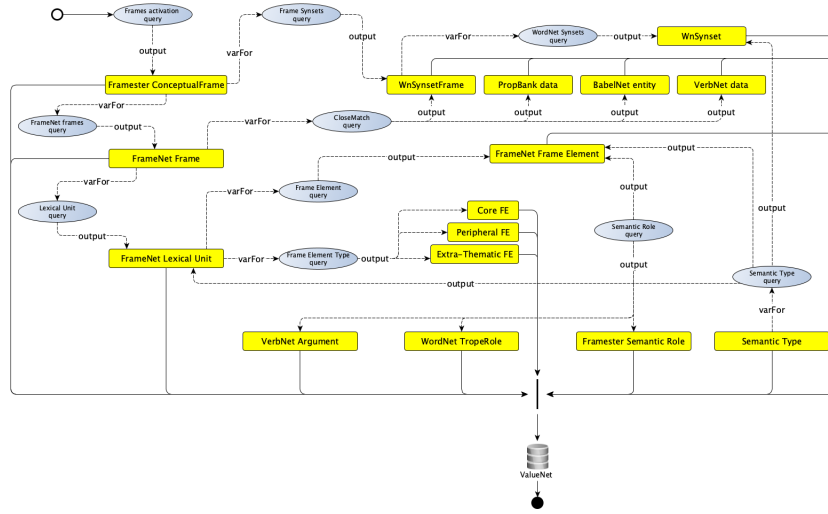 Frames activation
query
output
varFor
Frame Synsets
query
output
varFor
WordNet Synsets
query
output
WnSynset
Framester ConceptualFrame
WnSynsetFrame
PropBank data
BabelNet entity
VerbNet data
varFor
output
output
output
output
FrameNet frames
query
output
varFor
CloseMatch
query
FrameNet Frame
output
FrameNet Frame Element
output
varFor
varFor
Frame Element
query
output
Lexical Unit
query
output
Core FE
output
Peripheral FE
Semantic Role
query
FrameNet Lexical Unit
varFor
Frame Element Type
query
output
Extra-Thematic FE
output
output
Semantic Type
query
varFor
VerbNet Argument
WordNet TropeRole
Framester Semantic Role
Semantic Type
ValueNet